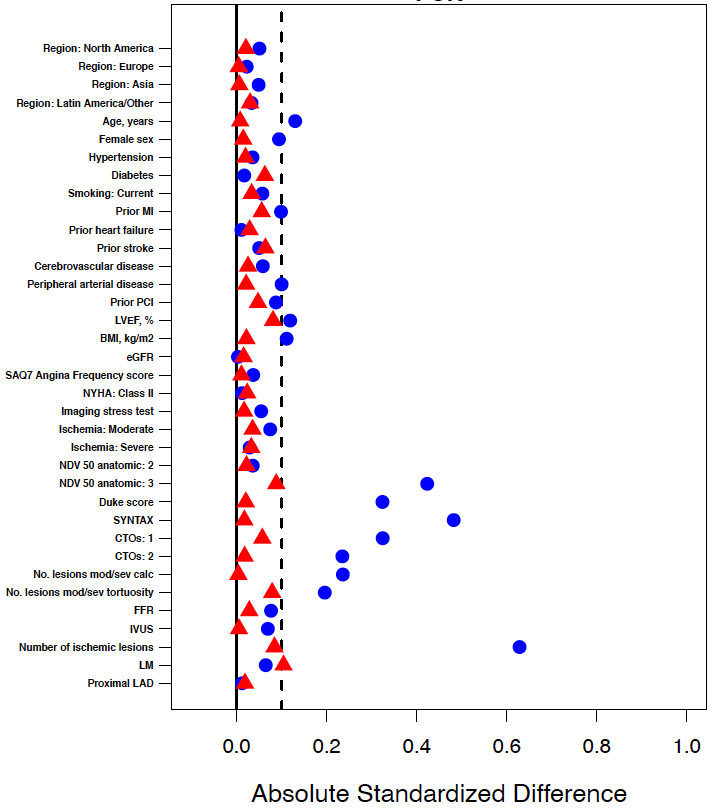 Region: North America
Region: Europe
Region: Asia
Region: Latin America/Other
Age, years
Female sex
Hypertension
Diabetes
Smoking: Current
Prior MI
Prior heart failure
Prior stroke
Cerebrovascular disease
Peripheral arterial disease
Prior PCI
LVEF, %
BMI, kg/m2
eGFR
SAQ7 Angina Frequency score
NYHA: Class II
Imaging stress test
Ischemia: Moderate
Ischemia: Severe
NDV 50 anatomic: 2
NDV 50 anatomic: 3
Duke score
SYNTAX
CTOs: 1
CTOs: 2
No. lesions mod/sev calc
No. lesions mod/sev tortuosity
FFR
IVUS
Number of ischemic lesions
LM
Proximal LAD
0.0 0.2 0.4 0.6 0.8 1.0
Absolute Standardized Difference